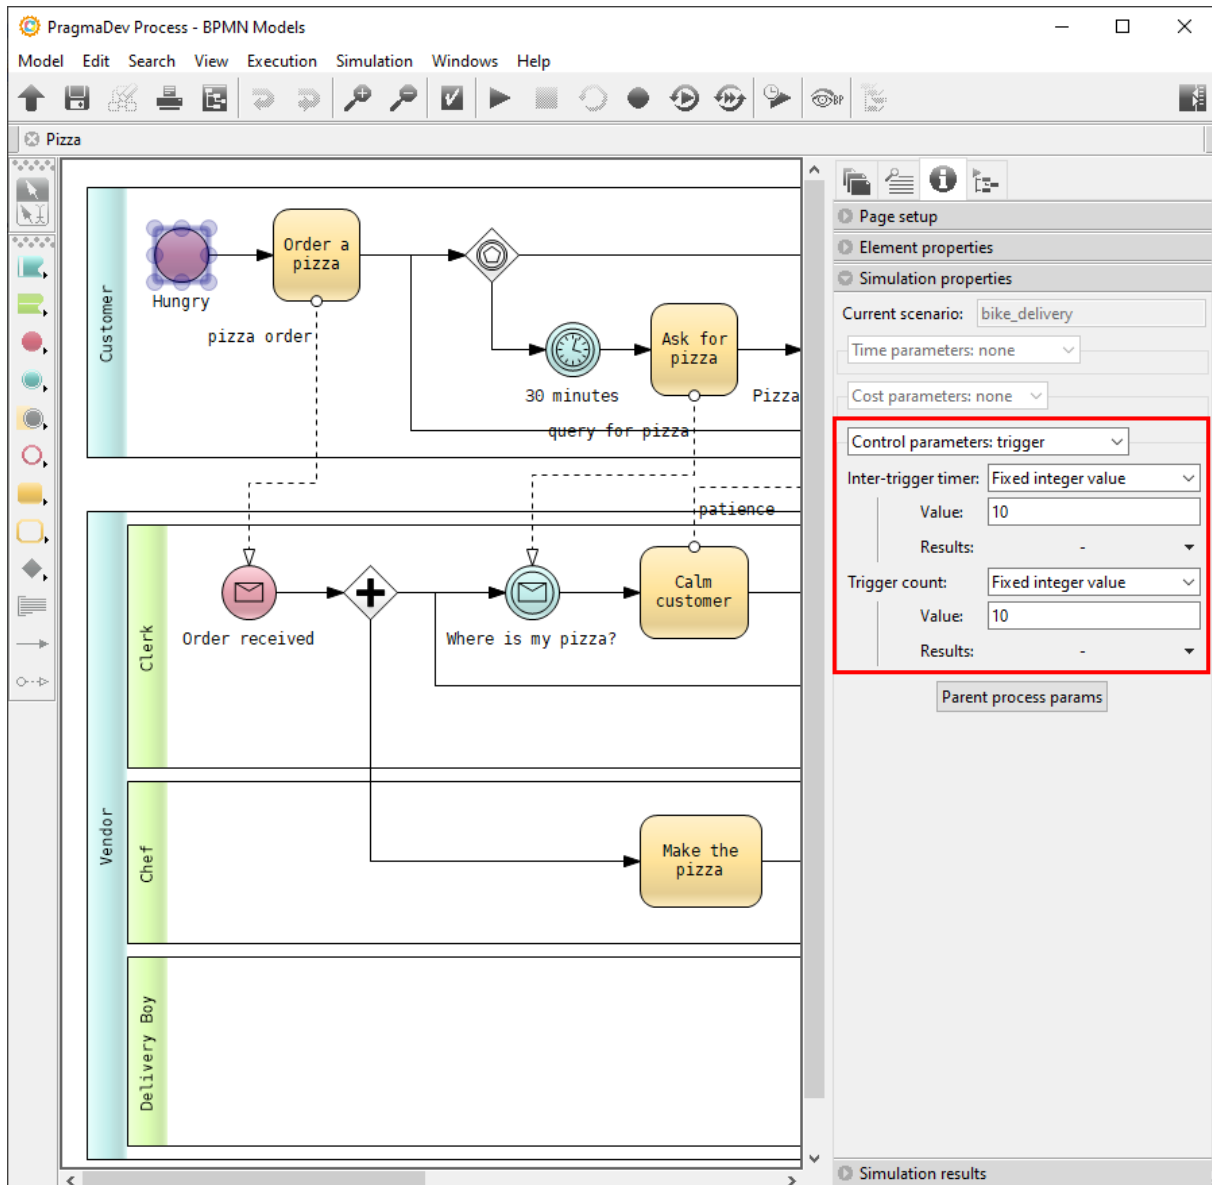 PragmaDev Process - BPMN Models
Model Edit Search View Execution Simulation Windows Help
BP
Pizza
Customer
Hungry
Order a
pizza
pizza order
30 minutes
Ask for
pizza
Pizza
query for pizza
patience
Vendor
Clerk
Order received
Where is my pizza?
Calm
customer
Chef
Make the
pizza
Delivery Boy
Page setup
Element properties
Simulation properties
Current scenario: bike_delivery
Time parameters: none
Cost parameters: none
Control parameters: trigger
Inter-trigger timer: Fixed integer value
Value: 10
Results: -
Trigger count: Fixed integer value
Value: 10
Results: -
Parent process params
Simulation results